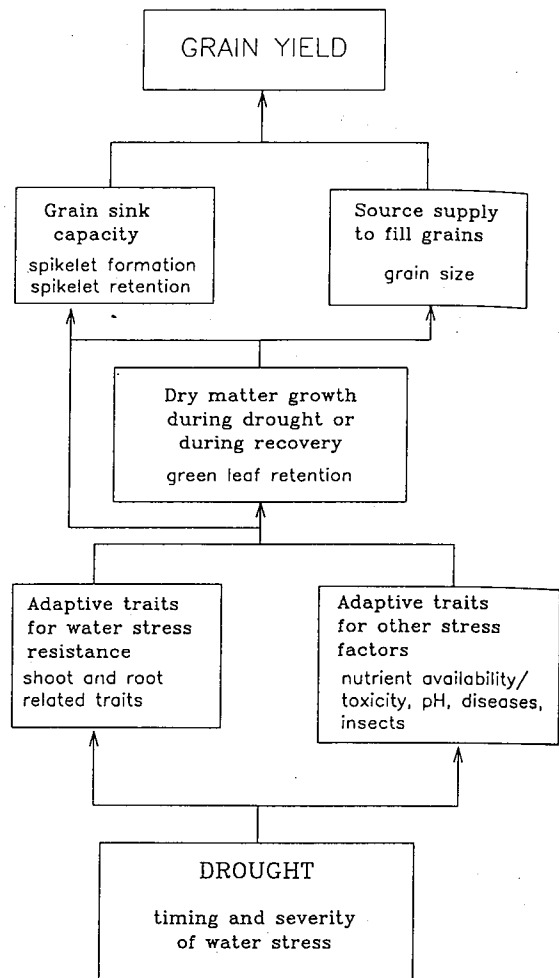 GRAIN YIELD
Grain sink
capacity
spikelet formation
spikelet retention
Source supply
to fill grains
grain size
Dry matter growth
during drought or
during recovery
green leaf retention
Adaptive traits
for water stress
resistance
shoot and root
related traits
Adaptive traits
for other stress
factors
nutrient availability/
toxicity, pH, diseases,
insects
DROUGHT
timing and severity
of water stress